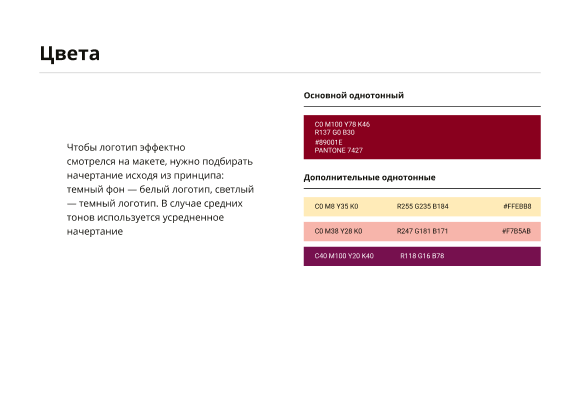 Цвета
Чтобы логотип эффектно
смотрелся на макете, нужно подбирать
начертание исходя из принципа:
темный фон — белый логотип, светлый
— темный логотип. В случае средних
тонов используется усредненное
начертание
Основной однотонный
C0 M100 Y78 K46
R137 G0 B30
#89001E
PANTONE 7427
Дополнительные однотонные
C0 M8 Y35 K0 R255 G235 B184 #FFEBB8
C0 M38 Y28 K0 R247 G181 B171 #F7B5AB
C40 M100 Y20 K40 R118 G16 B78